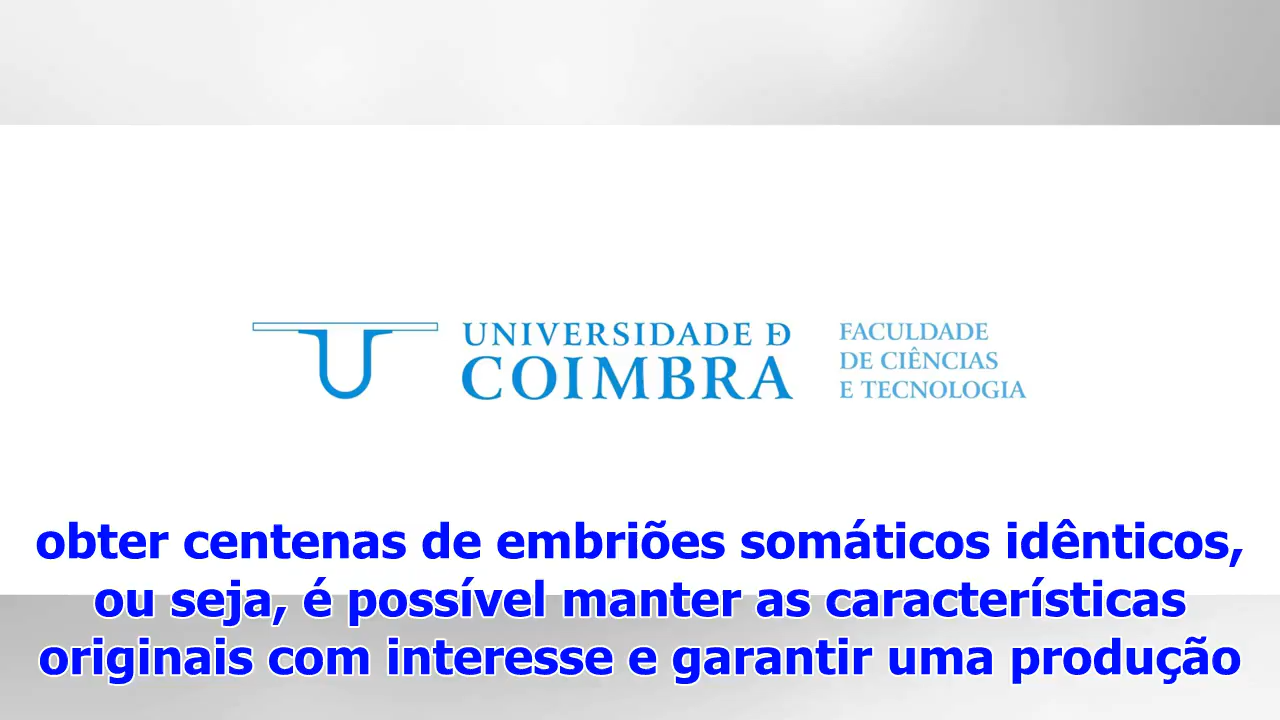 UNIVERSIDADE Ð
COIMBRA
FACULDADE
DE CIÊNCIAS
E TECNOLOGIA
obter centenas de embriões somáticos idênticos,
ou seja, é possível manter as características
originais com interesse e garantir uma produção